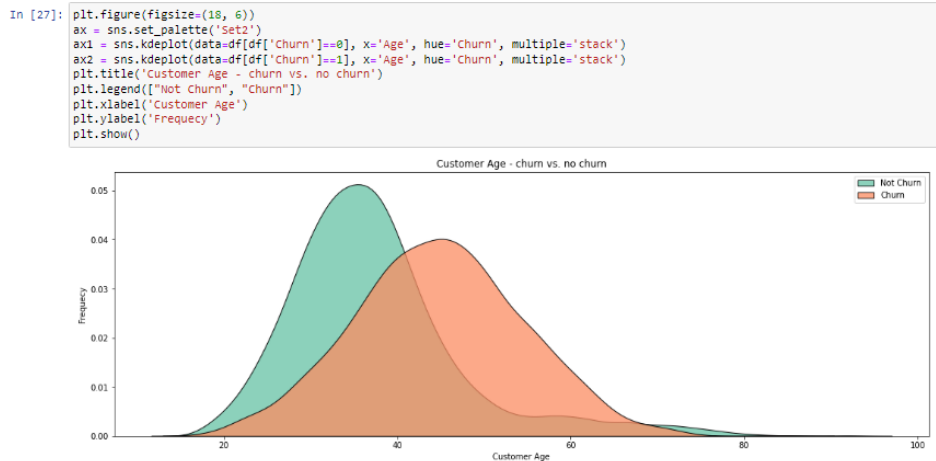 In [27]: plt.figure(figsize=(18, 6))
ax = sns.set_palette('Set2')
ax1 = sns.kdeplot(data=df[df['Churn']==0], x='Age', hue='Churn', multiple='stack')
ax2 = sns.kdeplot(data=df[df['Churn']==1], x='Age', hue='Churn', multiple='stack')
plt.title('Customer Age - churn vs. no churn')
plt.legend(["Not Churn", "Churn"])
plt.xlabel('Customer Age')
plt.ylabel('Frequecy')
plt.show()
Customer Age - churn vs. no churn
Not Churn
Churn
0.05
0.04
0.03
0.02
0.01
0.00
Frequecy
20 40 60 80 100
Customer Age